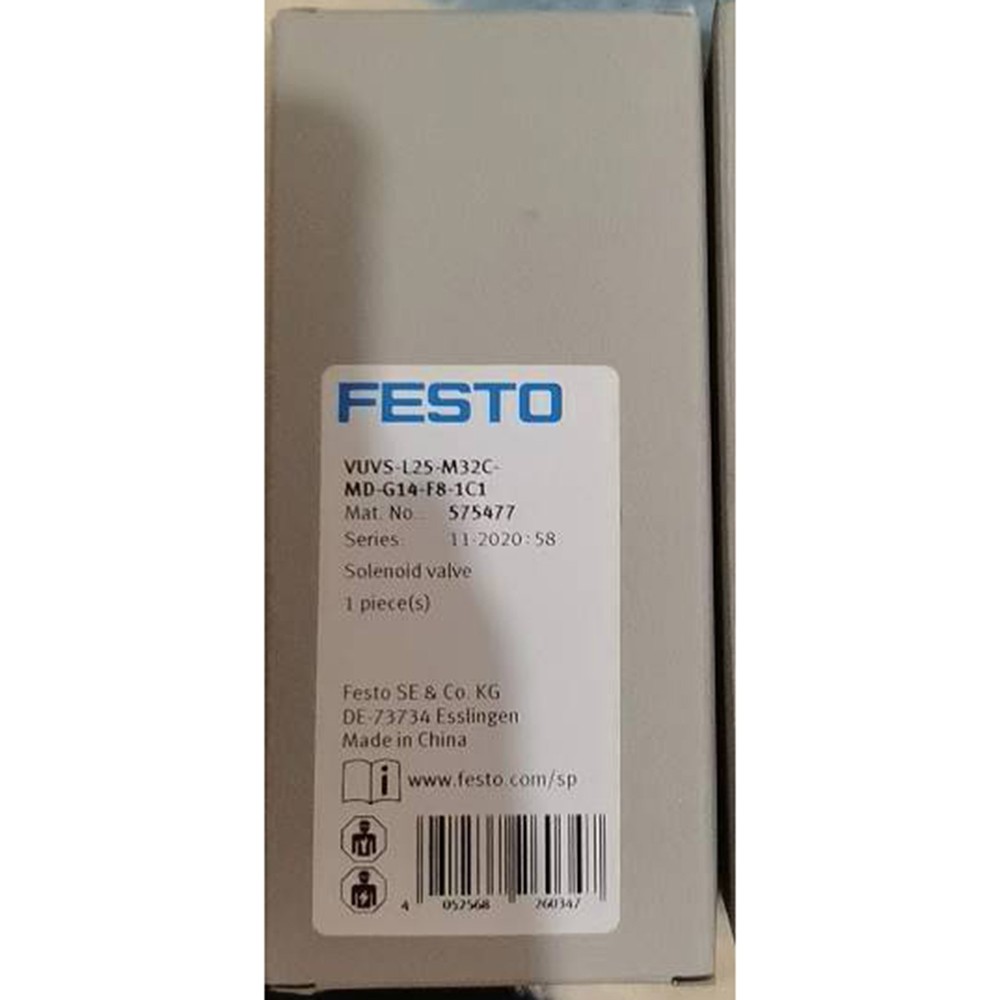 FESTO
VUVS-L25-M32C-
MD-G14-F8-1C1
Mat. No.: 575477
Series: 11-2020:58
Solenoid valve
1 piece(s)
Festo SE & Co. KG
DE-73734 Esslingen
Made in China
i www.festo.com/sp
4 052568 260347